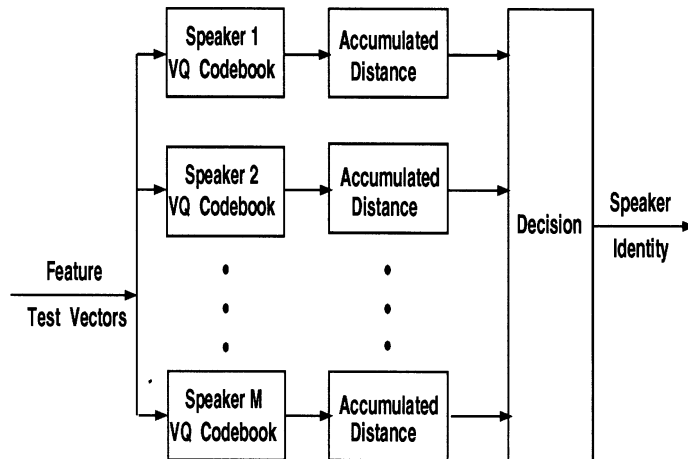 Speaker 1
VQ Codebook
Accumulated
Distance
Speaker 2
VQ Codebook
Accumulated
Distance
Decision
Speaker
Identity
Feature
Test Vectors
Speaker M
VQ Codebook
Accumulated
Distance